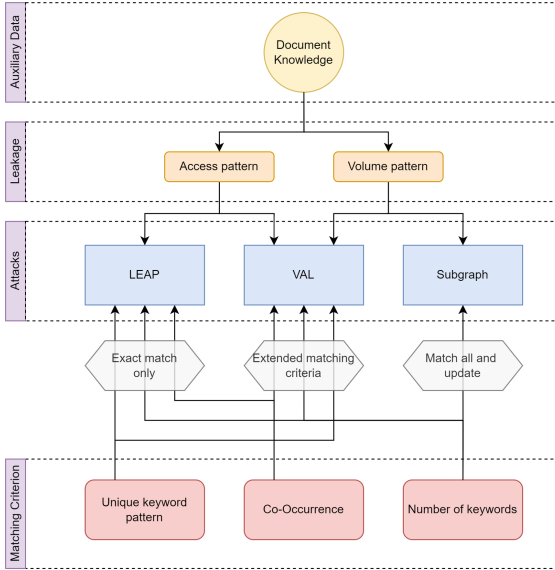 Auxiliary Data
Document
Knowledge
Leakage
Access pattern
Volume pattern
Attacks
LEAP
VAL
Subgraph
Exact match
only
Extended matching
criteria
Match all and
update
Matching Criterion
Unique keyword
pattern
Co-Occurrence
Number of keywords